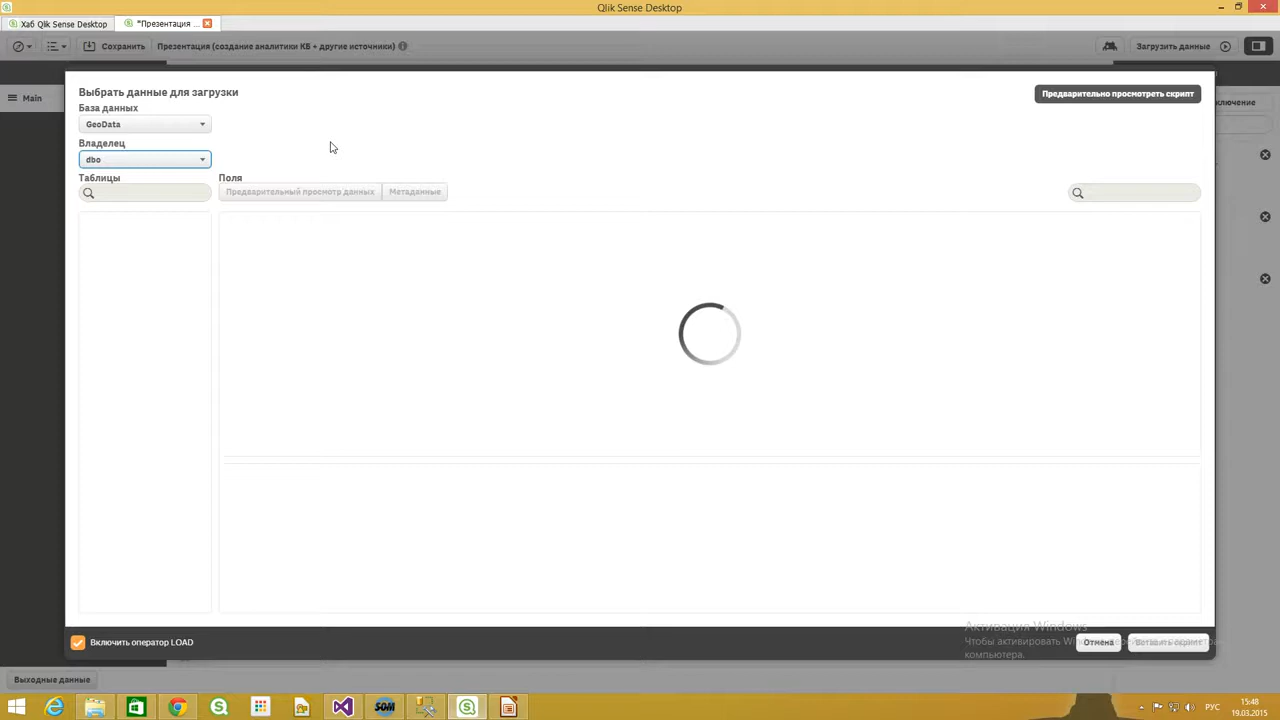 Qlik Sense Desktop
Хаб Qlik Sense Desktop
*Презентация ...
Сохранить
Презентация (создание аналитики КБ + другие источники)
Загрузить данные
Main
Выбрать данные для загрузки
Предварительно просмотреть скрипт
База данных
GeoData
Владелец
dbo
Таблицы
Поля
Предварительный просмотр данных
Метаданные
Включить оператор LOAD
Активация Windows
Чтобы активировать
компьютера.
Отмена
Вставить скрипт
Выходные данные
РУС
15:48
19.03.2015